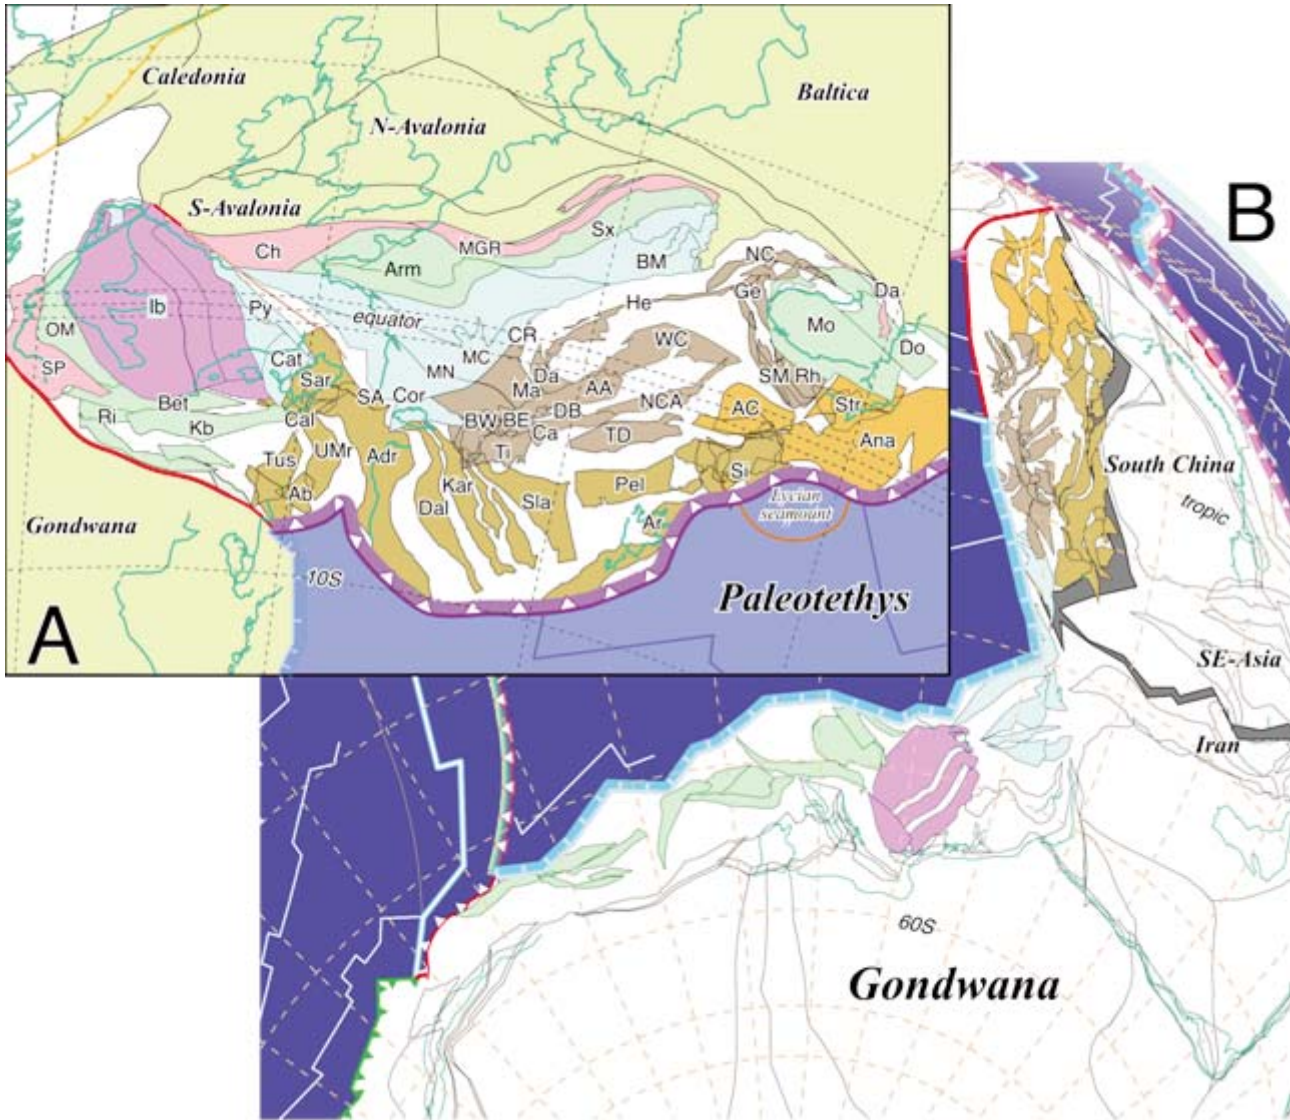 Caledonia
Baltica
N-Avalonia
S-Avalonia
B
Ch
MGR
Sx
Arm
BM
NC
OM
Ib
Py
equator
He
Ge
Mo
Da
Do
SP
Cat
Sar
SA
Cor
MN
MC
CR
Da
WC
Ma
AA
SM
Rh
Ri
Bet
Kb
Cal
BW
BE
DB
Ca
NCA
AC
Str
Ana
Tus
UMr
Adr
Ti
TD
Si
Ab
Dal
Kar
Sla
Pel
Ar
Lycian
seamount
Gondwana
10S
Paleotethys
A
South China
tropic
SE-Asia
Iran
60S
Gondwana